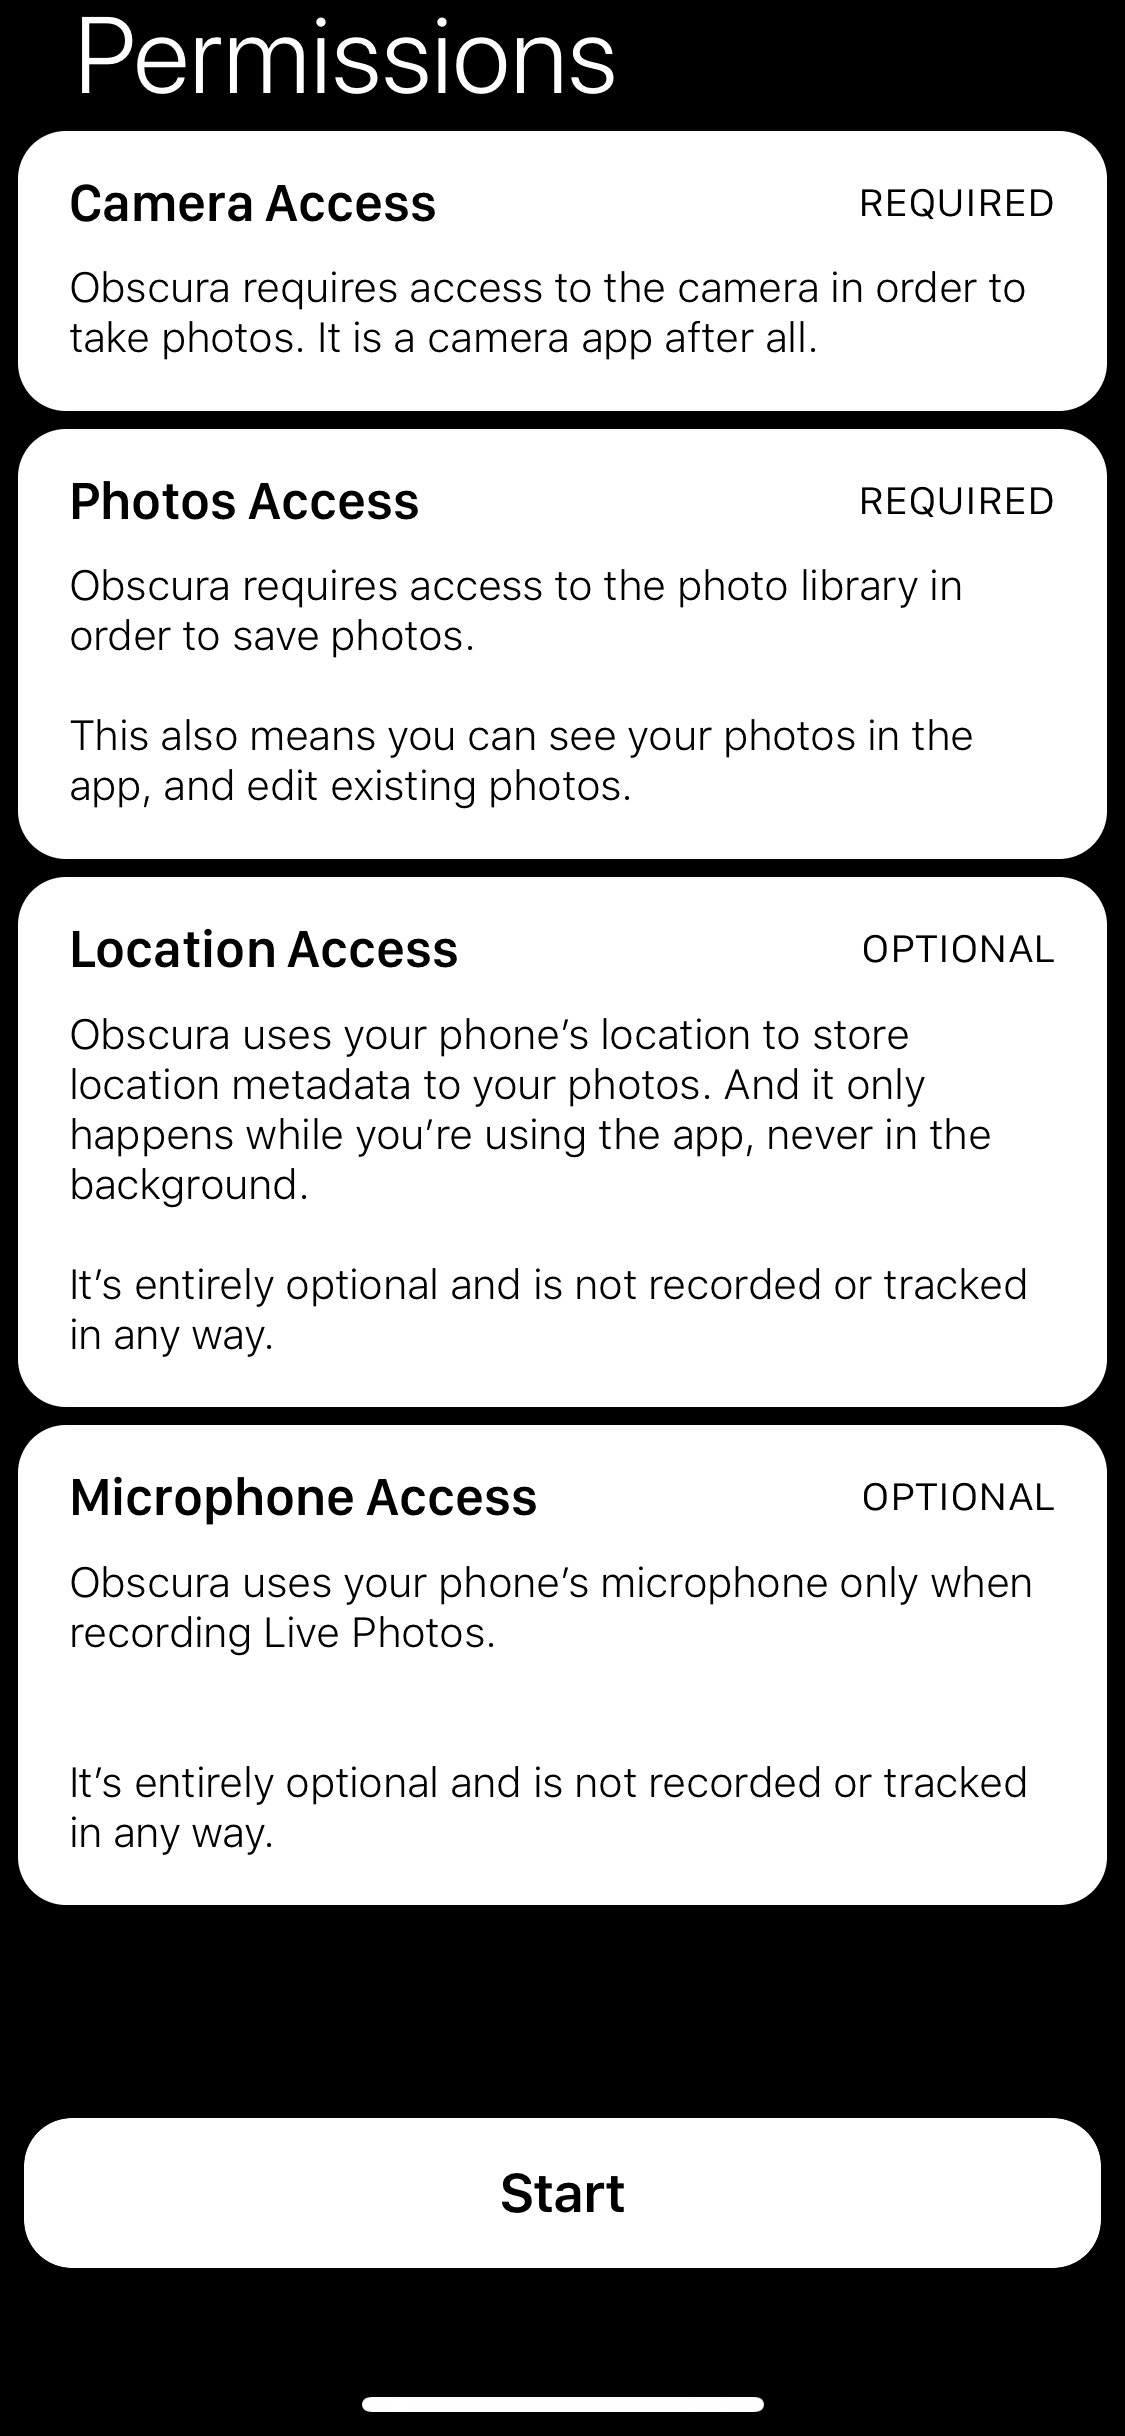 Permissions
Camera Access
REQUIRED
Obscura requires access to the camera in order to
take photos. It is a camera app after all.
Photos Access
REQUIRED
Obscura requires access to the photo library in
order to save photos.
This also means you can see your photos in the
app, and edit existing photos.
Location Access
OPTIONAL
Obscura uses your phone’s location to store
location metadata to your photos. And it only
happens while you’re using the app, never in the
background.
It’s entirely optional and is not recorded or tracked
in any way.
Microphone Access
OPTIONAL
Obscura uses your phone’s microphone only when
recording Live Photos.
It’s entirely optional and is not recorded or tracked
in any way.
Start